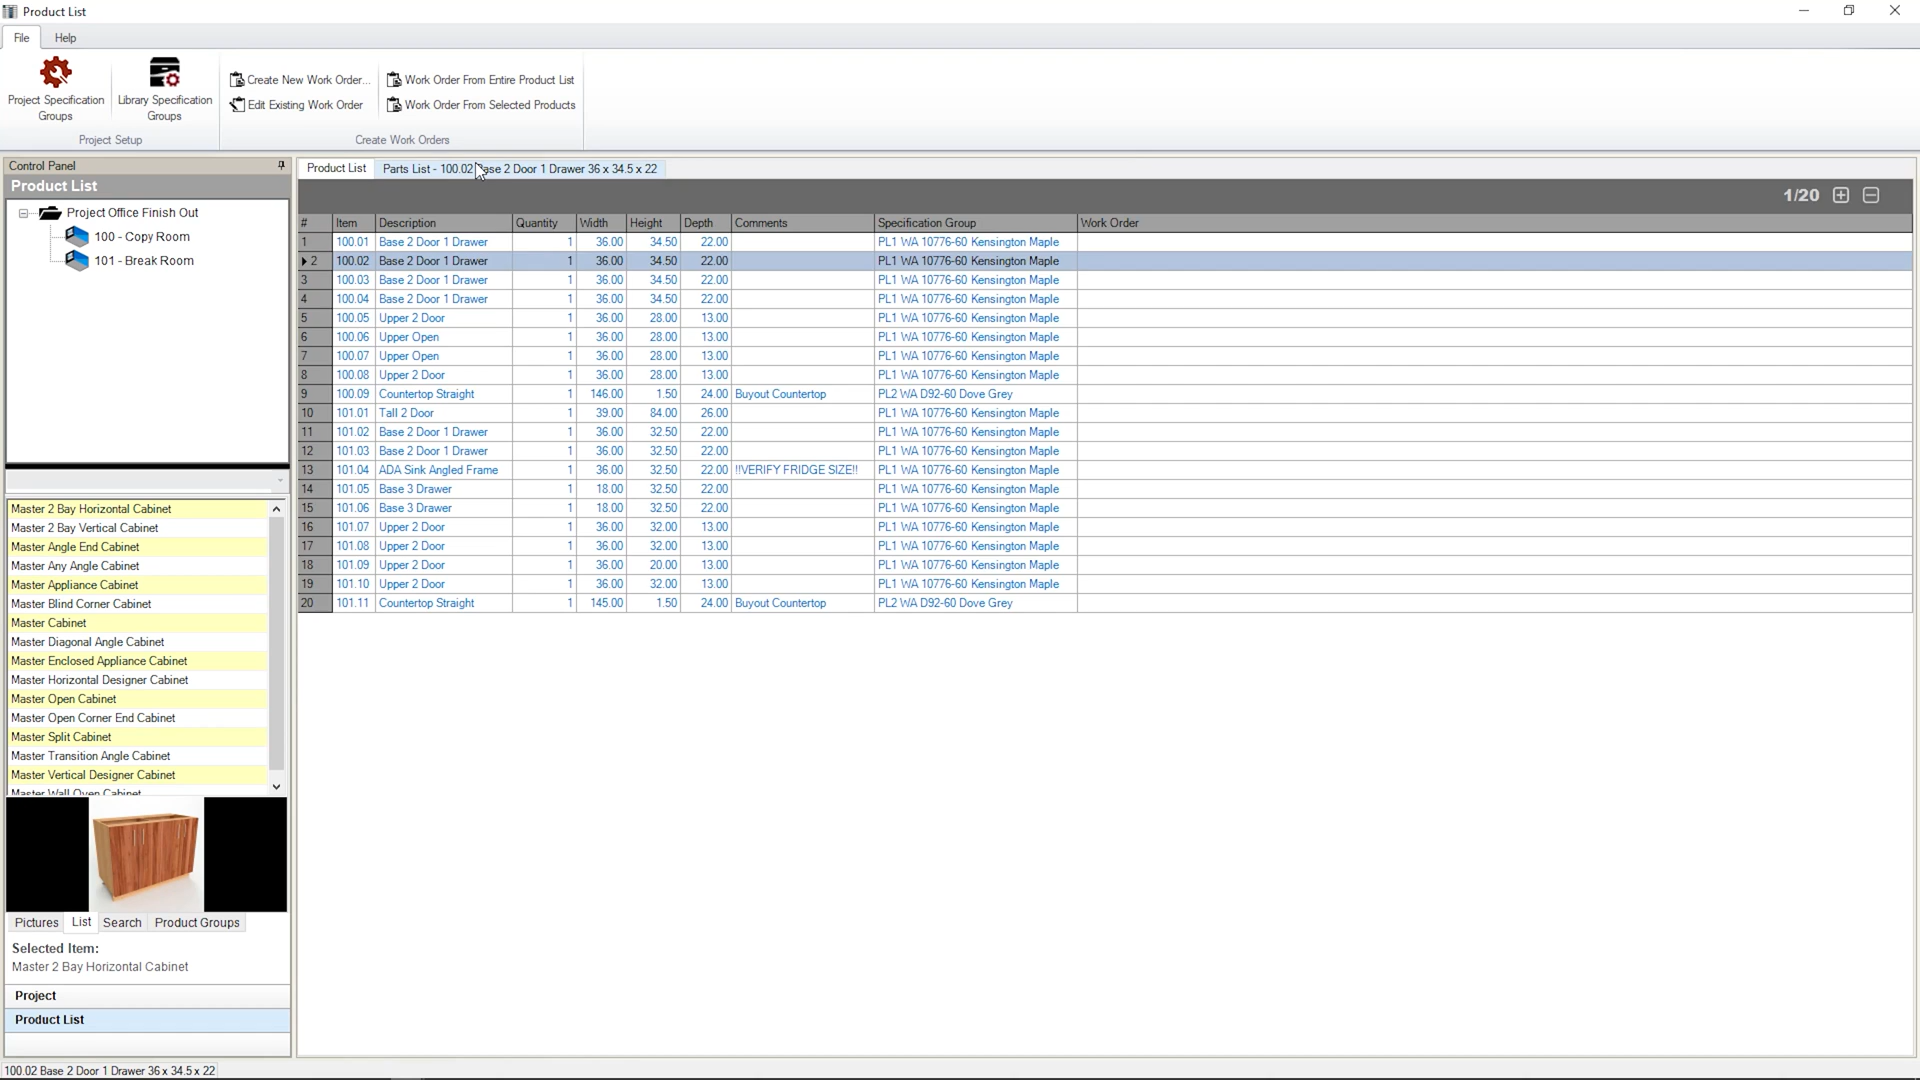 Product List
File Help
Project Specification Groups
Library Specification Groups
Project Setup
Create New Work Order...
Edit Existing Work Order
Work Order From Entire Product List
Work Order From Selected Products
Create Work Orders
Control Panel
Product List
Project Office Finish Out
100 - Copy Room
101 - Break Room
Master 2 Bay Horizontal Cabinet
Master 2 Bay Vertical Cabinet
Master Angle End Cabinet
Master Any Angle Cabinet
Master Appliance Cabinet
Master Blind Corner Cabinet
Master Cabinet
Master Diagonal Angle Cabinet
Master Enclosed Appliance Cabinet
Master Horizontal Designer Cabinet
Master Open Cabinet
Master Open Corner End Cabinet
Master Split Cabinet
Master Transition Angle Cabinet
Master Vertical Designer Cabinet
Master Wall Oven Cabinet
Pictures List Search Product Groups
Selected Item:
Master 2 Bay Horizontal Cabinet
Project
Product List
Product List Parts List - 100.02 Base 2 Door 1 Drawer 36 x 34.5 x 22
1/20
# Item Description Quantity Width Height Depth Comments Specification Group Work Order
1 100.01 Base 2 Door 1 Drawer 1 36.00 34.50 22.00 PL1 WA 10776-60 Kensington Maple
2 100.02 Base 2 Door 1 Drawer 1 36.00 34.50 22.00 PL1 WA 10776-60 Kensington Maple
3 100.03 Base 2 Door 1 Drawer 1 36.00 34.50 22.00 PL1 WA 10776-60 Kensington Maple
4 100.04 Base 2 Door 1 Drawer 1 36.00 34.50 22.00 PL1 WA 10776-60 Kensington Maple
5 100.05 Upper 2 Door 1 36.00 28.00 13.00 PL1 WA 10776-60 Kensington Maple
6 100.06 Upper Open 1 36.00 28.00 13.00 PL1 WA 10776-60 Kensington Maple
7 100.07 Upper Open 1 36.00 28.00 13.00 PL1 WA 10776-60 Kensington Maple
8 100.08 Upper 2 Door 1 36.00 28.00 13.00 PL1 WA 10776-60 Kensington Maple
9 100.09 Countertop Straight 1 146.00 1.50 24.00 Buyout Countertop PL2 WA D92-60 Dove Grey
10 101.01 Tall 2 Door 1 39.00 84.00 26.00 PL1 WA 10776-60 Kensington Maple
11 101.02 Base 2 Door 1 Drawer 1 36.00 32.50 22.00 PL1 WA 10776-60 Kensington Maple
12 101.03 Base 2 Door 1 Drawer 1 36.00 32.50 22.00 PL1 WA 10776-60 Kensington Maple
13 101.04 ADA Sink Angled Frame 1 36.00 32.50 22.00 !!VERIFY FRIDGE SIZE!! PL1 WA 10776-60 Kensington Maple
14 101.05 Base 3 Drawer 1 18.00 32.50 22.00 PL1 WA 10776-60 Kensington Maple
15 101.06 Base 3 Drawer 1 18.00 32.50 22.00 PL1 WA 10776-60 Kensington Maple
16 101.07 Upper 2 Door 1 36.00 32.00 13.00 PL1 WA 10776-60 Kensington Maple
17 101.08 Upper 2 Door 1 36.00 32.00 13.00 PL1 WA 10776-60 Kensington Maple
18 101.09 Upper 2 Door 1 36.00 20.00 13.00 PL1 WA 10776-60 Kensington Maple
19 101.10 Upper 2 Door 1 36.00 32.00 13.00 PL1 WA 10776-60 Kensington Maple
20 101.11 Countertop Straight 1 145.00 1.50 24.00 Buyout Countertop PL2 WA D92-60 Dove Grey
100.02 Base 2 Door 1 Drawer 36 x 34.5 x 22